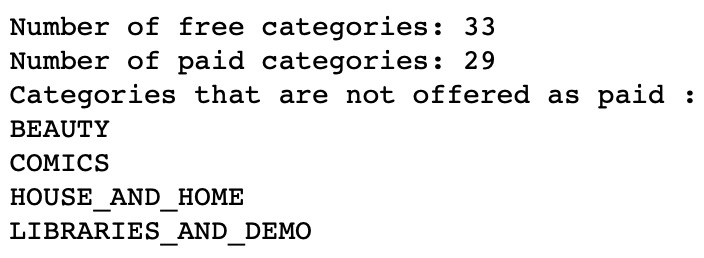 Number of free categories: 33
Number of paid categories: 29
Categories that are not offered as paid :
BEAUTY
COMICS
HOUSE_AND_HOME
LIBRARIES_AND_DEMO